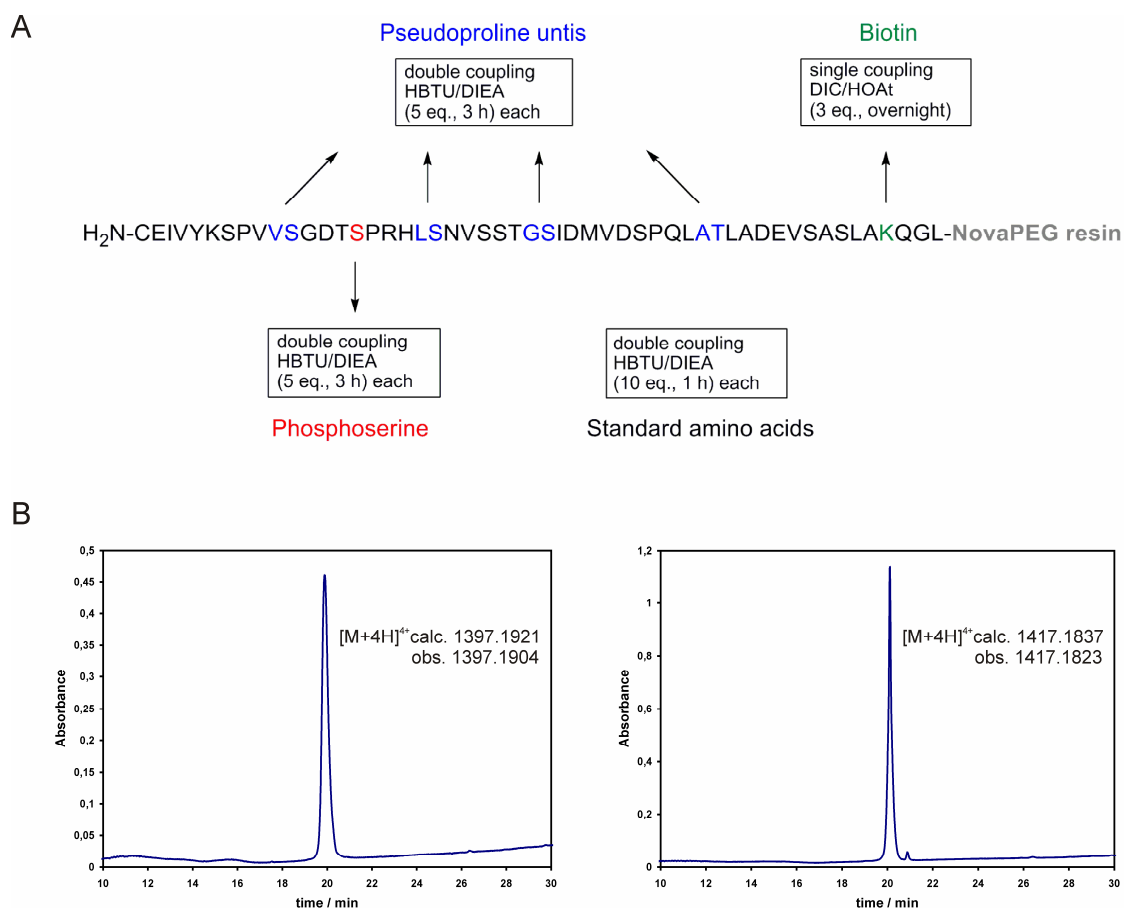 A
Pseudoproline untis
Biotin
double coupling
HBTU/DIEA
(5 eq., 3 h) each
single coupling
DIC/HOAt
(3 eq., overnight)
H2N-CEIVYKSPVVSGDTSPRHLSNVSSTGSIDMVDSPQLATLADEVSASLAKQGL-NovaPEG resin
double coupling
HBTU/DIEA
(5 eq., 3 h) each
double coupling
HBTU/DIEA
(10 eq., 1 h) each
Phosphoserine
Standard amino acids
B
0,5
0,45
0,4
0,35
0,3
0,25
0,2
0,15
0,1
0,05
0
Absorbance
[M+4H]4+calc. 1397.1921
obs. 1397.1904
10 12 14 16 18 20 22 24 26 28 30
time / min
1,2
1
0,8
0,6
0,4
0,2
0
Absorbance
[M+4H]4+calc. 1417.1837
obs. 1417.1823
10 12 14 16 18 20 22 24 26 28 30
time / min